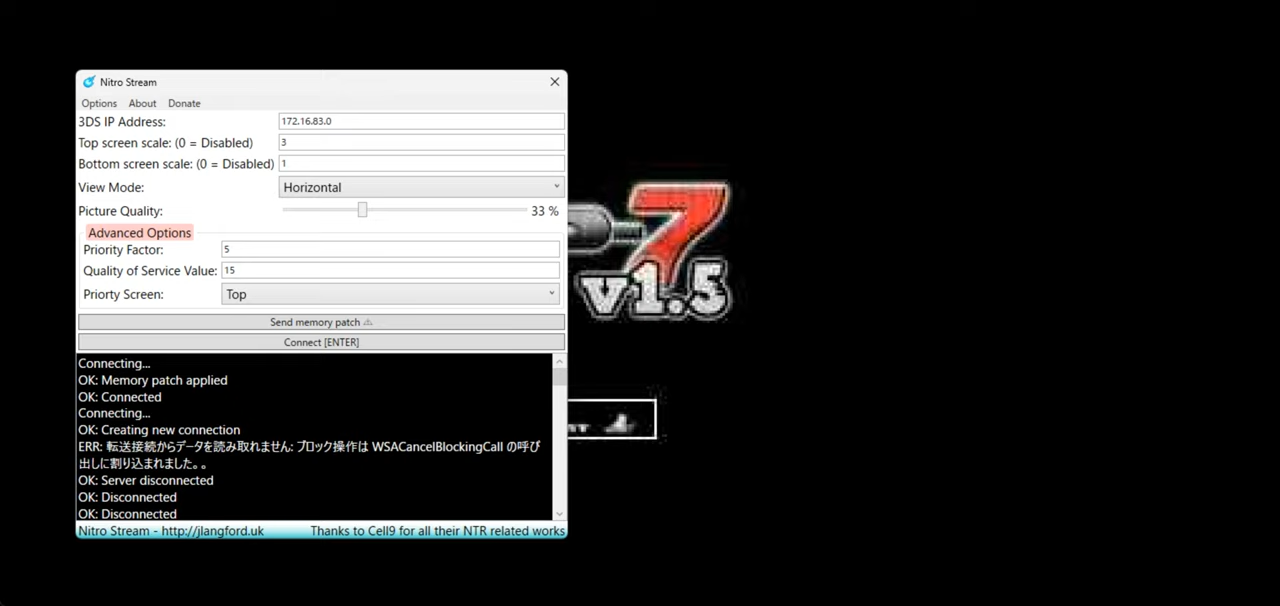 Nitro Stream
Options About Donate
3DS IP Address: 172.16.83.0
Top screen scale: (0 = Disabled) 3
Bottom screen scale: (0 = Disabled) 1
View Mode: Horizontal
Picture Quality: 33 %
Advanced Options
Priority Factor: 5
Quality of Service Value: 15
Priorty Screen: Top
Send memory patch ⚠
Connect [ENTER]
Connecting...
OK: Memory patch applied
OK: Connected
Connecting...
OK: Creating new connection
ERR: 転送接続からデータを読み取れません: ブロック操作は WSACancelBlockingCall の呼び
出しに割り込まれました。。
OK: Server disconnected
OK: Disconnected
OK: Disconnected
Nitro Stream - http://jlangford.uk Thanks to Cell9 for all their NTR related works
7
v1.5